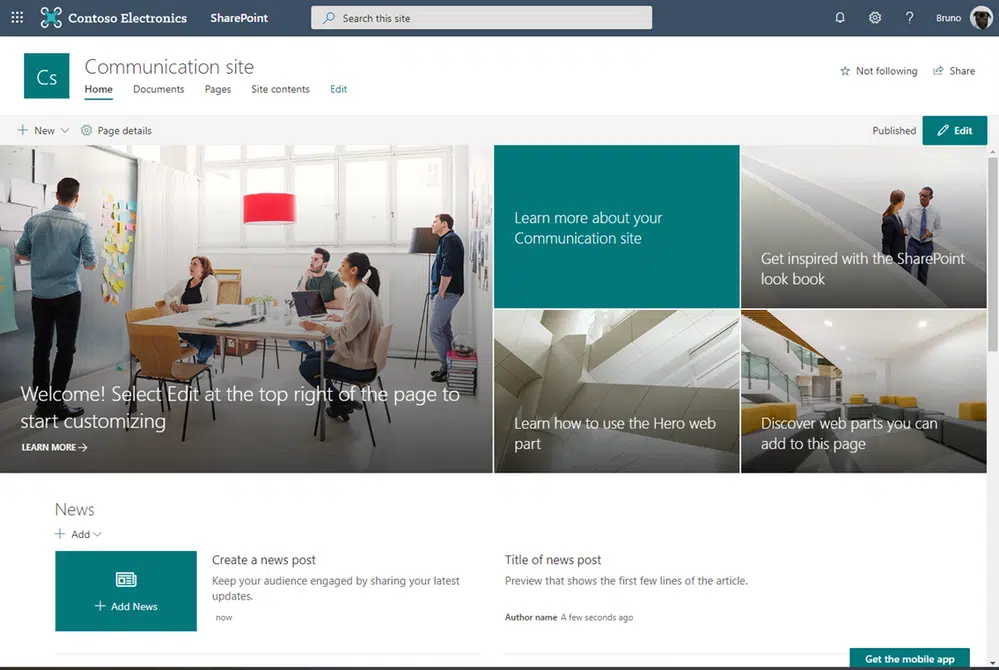 Contoso Electronics SharePoint Search this site Bruno
Cs
Communication site
Home Documents Pages Site contents Edit
Not following Share
New Page details Published Edit
Welcome! Select Edit at the top right of the page to
start customizing
LEARN MORE
Learn more about your
Communication site
Get inspired with the SharePoint
look book
Learn how to use the Hero web
part
Discover web parts you can
add to this page
News
Add
Add News
Create a news post
Keep your audience engaged by sharing your latest
updates.
now
Title of news post
Preview that shows the first few lines of the article.
Author name A few seconds ago
Get the mobile app